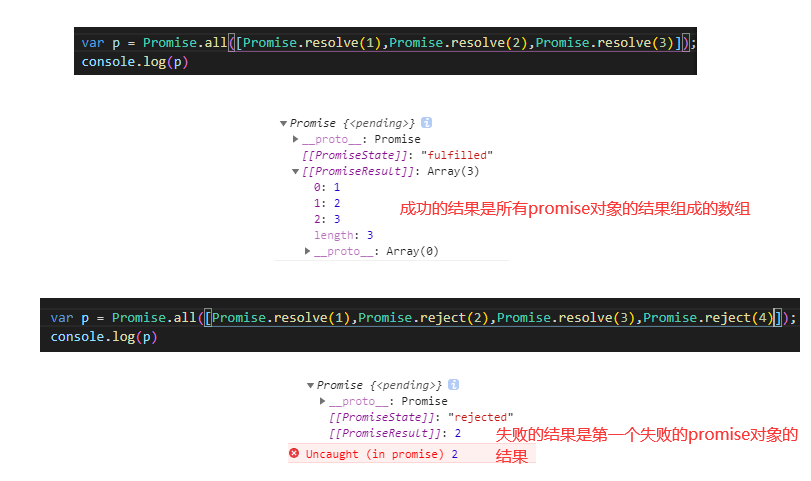 var p = Promise.all([Promise.resolve(1),Promise.resolve(2),Promise.resolve(3)]);
console.log(p)
Promise {<pending>} i
__proto__: Promise
[[PromiseState]]: "fulfilled"
[[PromiseResult]]: Array(3)
0: 1
1: 2
2: 3
length: 3
__proto__: Array(0)
成功的结果是所有promise对象的结果组成的数组
var p = Promise.all([Promise.resolve(1),Promise.reject(2),Promise.resolve(3),Promise.reject(4)]);
console.log(p)
Promise {<pending>} i
__proto__: Promise
[[PromiseState]]: "rejected"
[[PromiseResult]]: 2
Uncaught (in promise) 2
失败的结果是第一个失败的promise对象的
结果